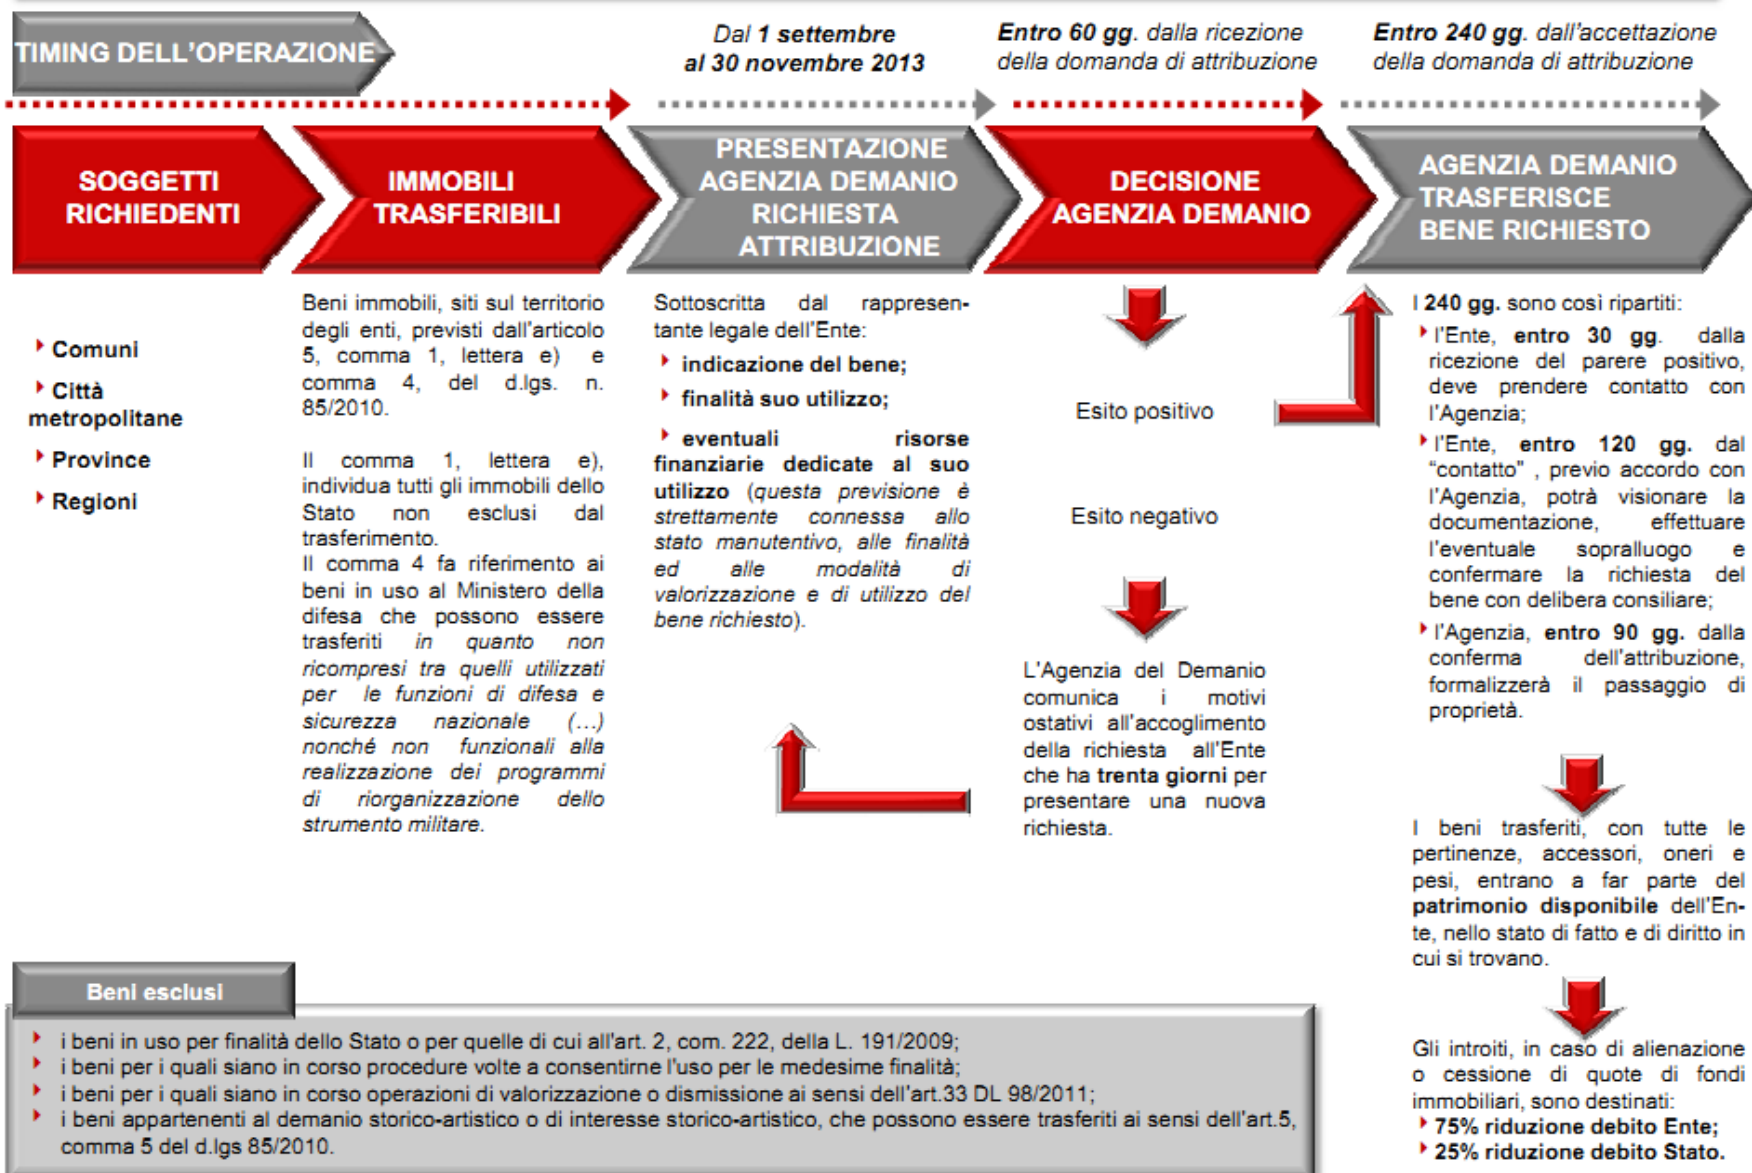 TIMING DELL'OPERAZIONE
Dal 1 settembre
al 30 novembre 2013
Entro 60 gg. dalla ricezione
della domanda di attribuzione
Entro 240 gg. dall'accettazione
della domanda di attribuzione
SOGGETTI
RICHIEDENTI
IMMOBILI
TRASFERIBILI
PRESENTAZIONE
AGENZIA DEMANIO
RICHIESTA
ATTRIBUZIONE
DECISIONE
AGENZIA DEMANIO
AGENZIA DEMANIO
TRASFERISCE
BENE RICHIESTO
Comuni
Città
metropolitane
Province
Regioni
Beni immobili, siti sul territorio
degli enti, previsti dall'articolo
5, comma 1, lettera e) e
comma 4, del d.lgs. n.
85/2010.
Il comma 1, lettera e),
individua tutti gli immobili dello
Stato non esclusi dal
trasferimento.
Il comma 4 fa riferimento ai
beni in uso al Ministero della
difesa che possono essere
trasferiti in quanto non
ricompresi tra quelli utilizzati
per le funzioni di difesa e
sicurezza nazionale (…)
nonché non funzionali alla
realizzazione dei programmi
di riorganizzazione dello
strumento militare.
Sottoscritta dal rappresen-
tante legale dell'Ente:
indicazione del bene;
finalità suo utilizzo;
eventuali risorse
finanziarie dedicate al suo
utilizzo (questa previsione è
strettamente connessa allo
stato manutentivo, alle finalità
ed alle modalità di
valorizzazione e di utilizzo del
bene richiesto).
Esito positivo
Esito negativo
L'Agenzia del Demanio
comunica i motivi
ostativi all'accoglimento
della richiesta all'Ente
che ha trenta giorni per
presentare una nuova
richiesta.
I 240 gg. sono così ripartiti:
l'Ente, entro 30 gg. dalla
ricezione del parere positivo,
deve prendere contatto con
l'Agenzia;
l'Ente, entro 120 gg. dal
"contatto" , previo accordo con
l'Agenzia, potrà visionare la
documentazione, effettuare
l'eventuale sopralluogo e
confermare la richiesta del
bene con delibera consiliare;
l'Agenzia, entro 90 gg. dalla
conferma dell'attribuzione,
formalizzerà il passaggio di
proprietà.
I beni trasferiti, con tutte le
pertinenze, accessori, oneri e
pesi, entrano a far parte del
patrimonio disponibile dell'En-
te, nello stato di fatto e di diritto in
cui si trovano.
Gli introiti, in caso di alienazione
o cessione di quote di fondi
immobiliari, sono destinati:
75% riduzione debito Ente;
25% riduzione debito Stato.
Beni esclusi
i beni in uso per finalità dello Stato o per quelle di cui all'art. 2, com. 222, della L. 191/2009;
i beni per i quali siano in corso procedure volte a consentirne l'uso per le medesime finalità;
i beni per i quali siano in corso operazioni di valorizzazione o dismissione ai sensi dell'art.33 DL 98/2011;
i beni appartenenti al demanio storico-artistico o di interesse storico-artistico, che possono essere trasferiti ai sensi dell'art.5,
comma 5 del d.lgs 85/2010.